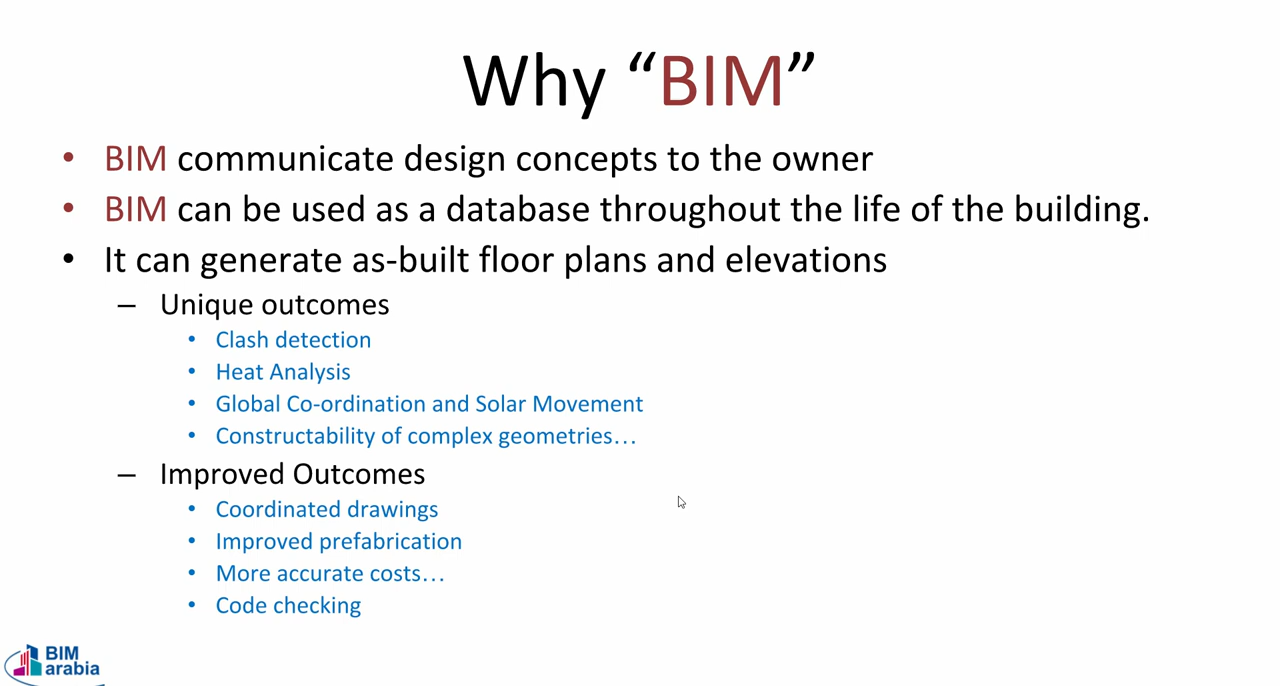 Why “BIM”
• BIM communicate design concepts to the owner
• BIM can be used as a database throughout the life of the building.
• It can generate as-built floor plans and elevations
– Unique outcomes
• Clash detection
• Heat Analysis
• Global Co-ordination and Solar Movement
• Constructability of complex geometries…
– Improved Outcomes
• Coordinated drawings
• Improved prefabrication
• More accurate costs…
• Code checking
BIM
arabia